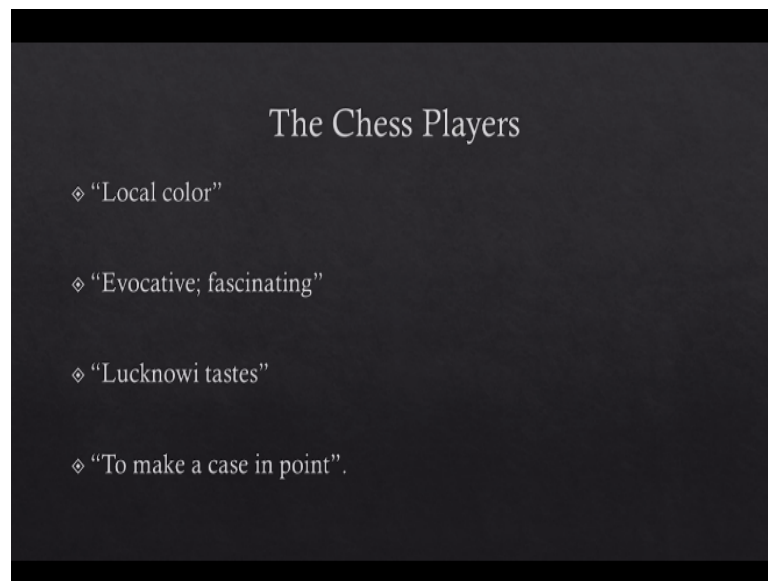 The Chess Players
“Local color”
“Evocative; fascinating”
“Lucknowi tastes”
“To make a case in point”.